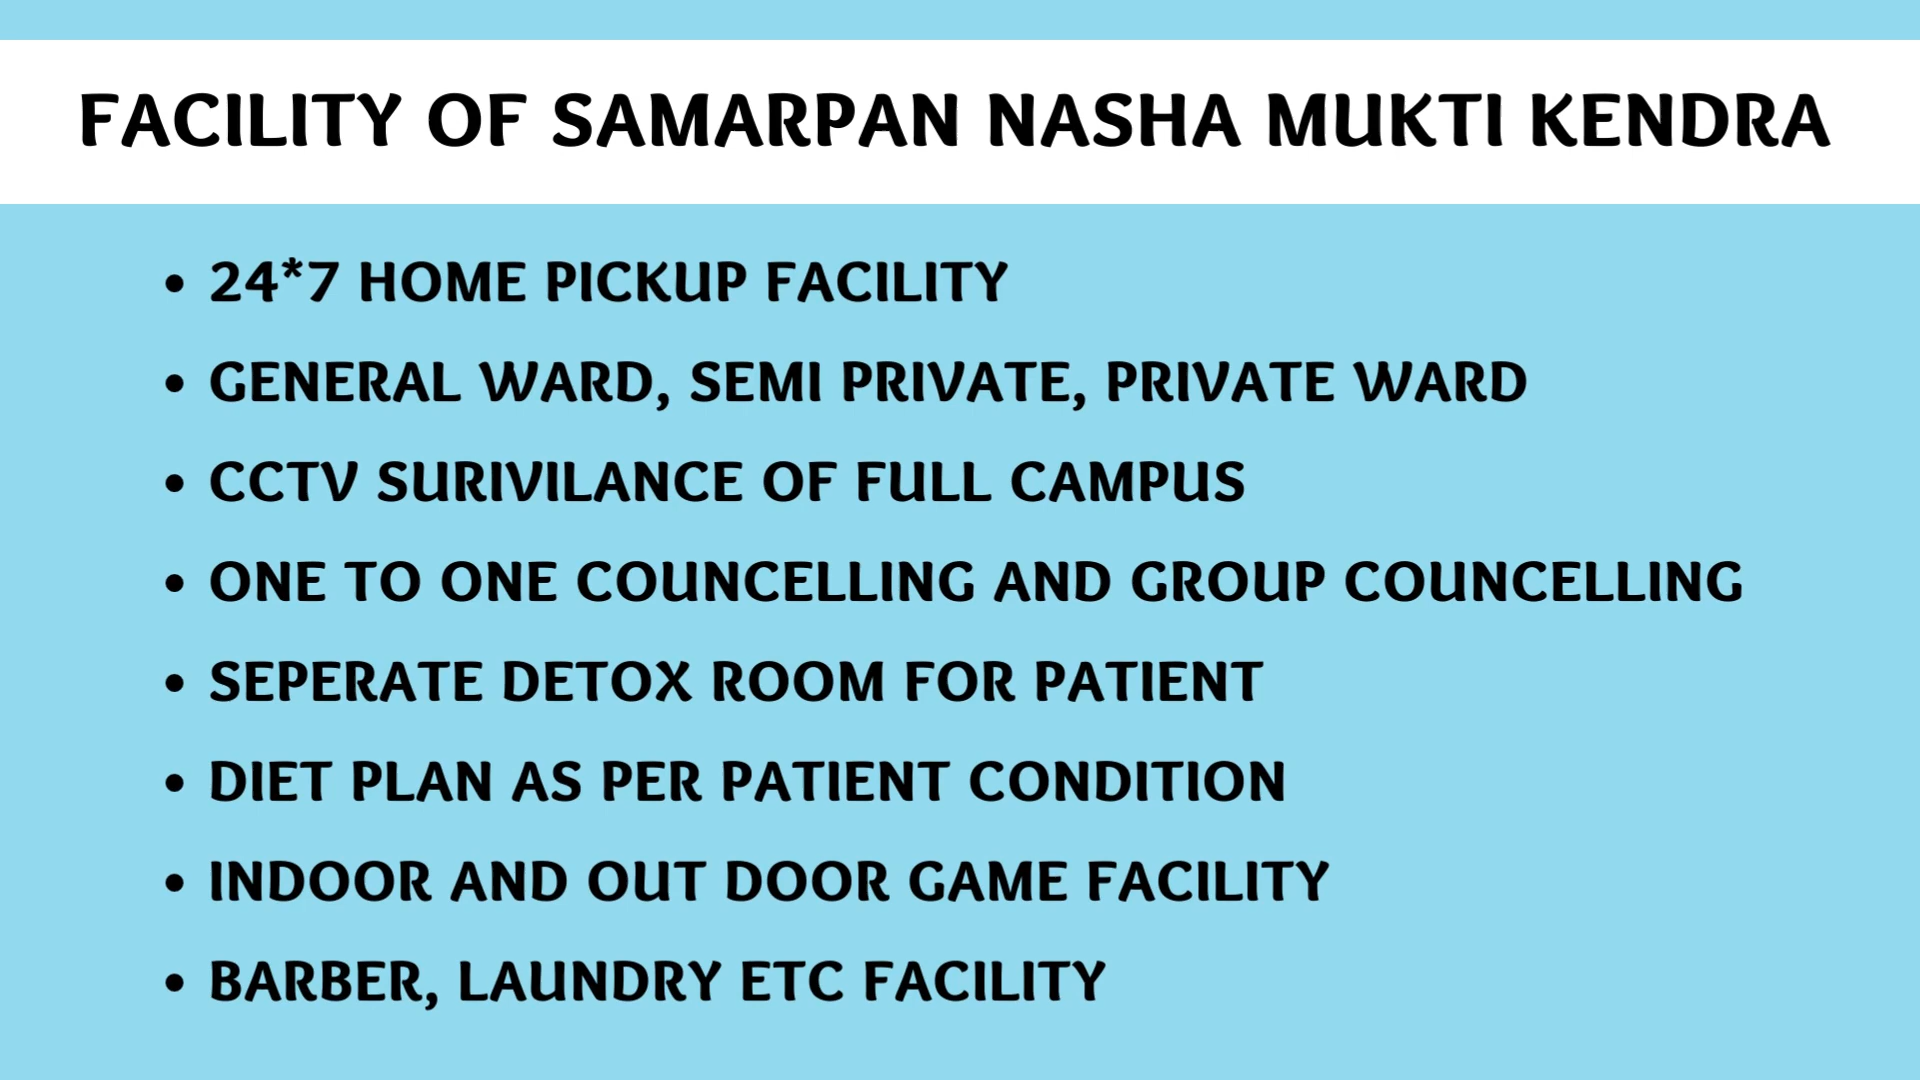 FACILITY OF SAMARPAN NASHA MUKTI KENDRA
• 24*7 HOME PICKUP FACILITY
• GENERAL WARD, SEMI PRIVATE, PRIVATE WARD
• CCTV SURIVILANCE OF FULL CAMPUS
• ONE TO ONE COUNCELLING AND GROUP COUNCELLING
• SEPERATE DETOX ROOM FOR PATIENT
• DIET PLAN AS PER PATIENT CONDITION
• INDOOR AND OUT DOOR GAME FACILITY
• BARBER, LAUNDRY ETC FACILITY